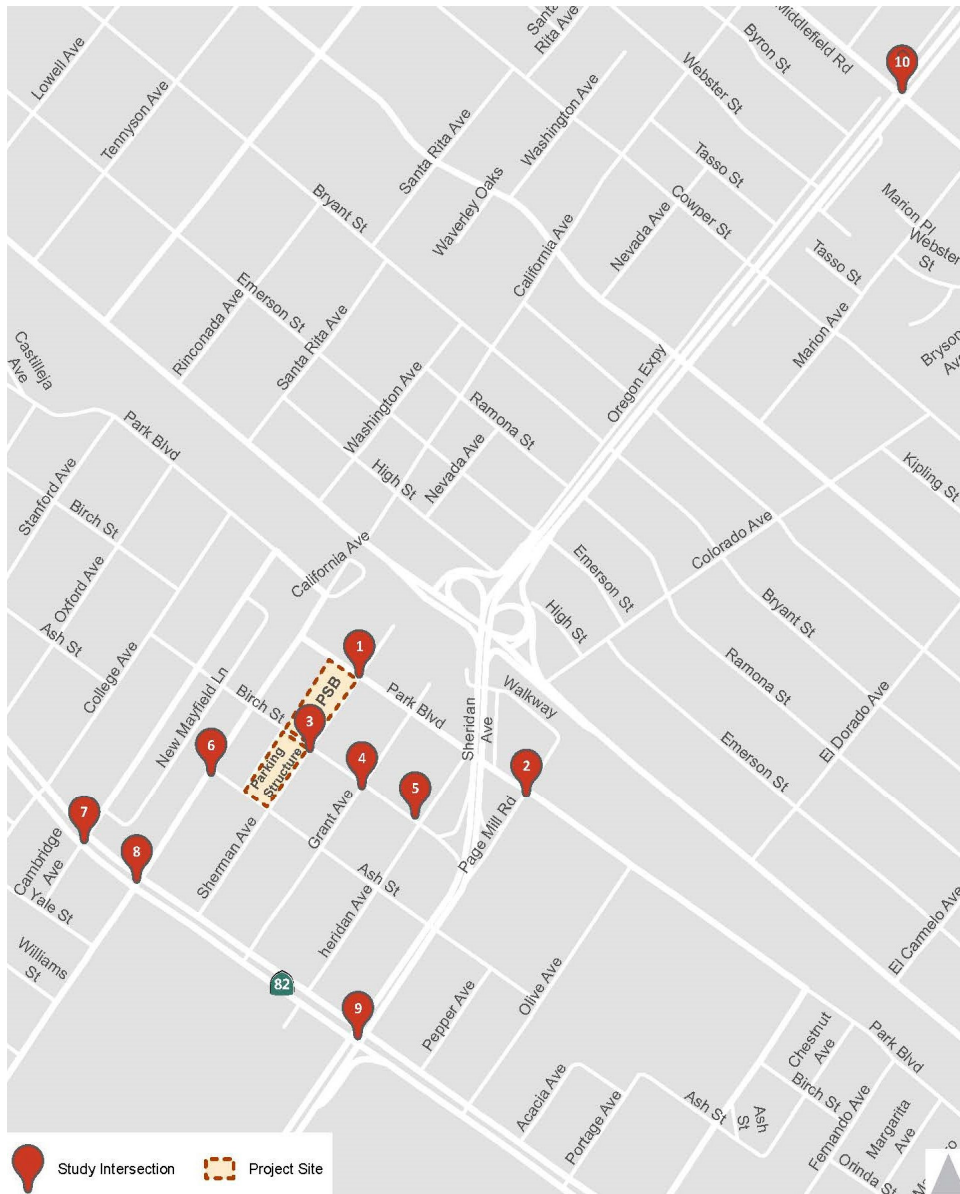 Lowell Ave
Tennyson Ave
Santa
Rita Ave
Middlefield Rd
Byron St
10
Webster St
Santa Rita Ave
Washington Ave
Tasso St
Bryant St
Waverley Oaks
Cowper St
Marion Pl
Nevada Ave
California Ave
Webster
St
Tasso St
Emerson St
Rinconada Ave
Santa Rita Ave
Marion Ave
Bryson
Ave
Castilleja
Ave
Oregon Expy
Washington Ave
Ramona St
Park Blvd
Nevada Ave
High St
Kipling St
Stanford Ave
Birch St
Colorado Ave
California Ave
Emerson St
Oxford Ave
Bryant St
High St
Ash St
College Ave
1
PSB
Ramona St
New Mayfield Ln
Birch St
Park Blvd
Walkway
Sheridan
Ave
3
6
4
5
2
Parking
Structure
El Dorado Ave
Emerson St
Grant Ave
Page Mill Rd
7
8
Cambridge
Ave
Sherman Ave
Ash St
Yale St
heridan Ave
El Carmelo Ave
Williams
St
82
9
Olive Ave
Pepper Ave
Chestnut
Ave
Park Blvd
Acacia Ave
Birch St
Portage Ave
Ash St
Ash
St
Fernando Ave
Margarita
Ave
Orinda St
Study Intersection
Project Site